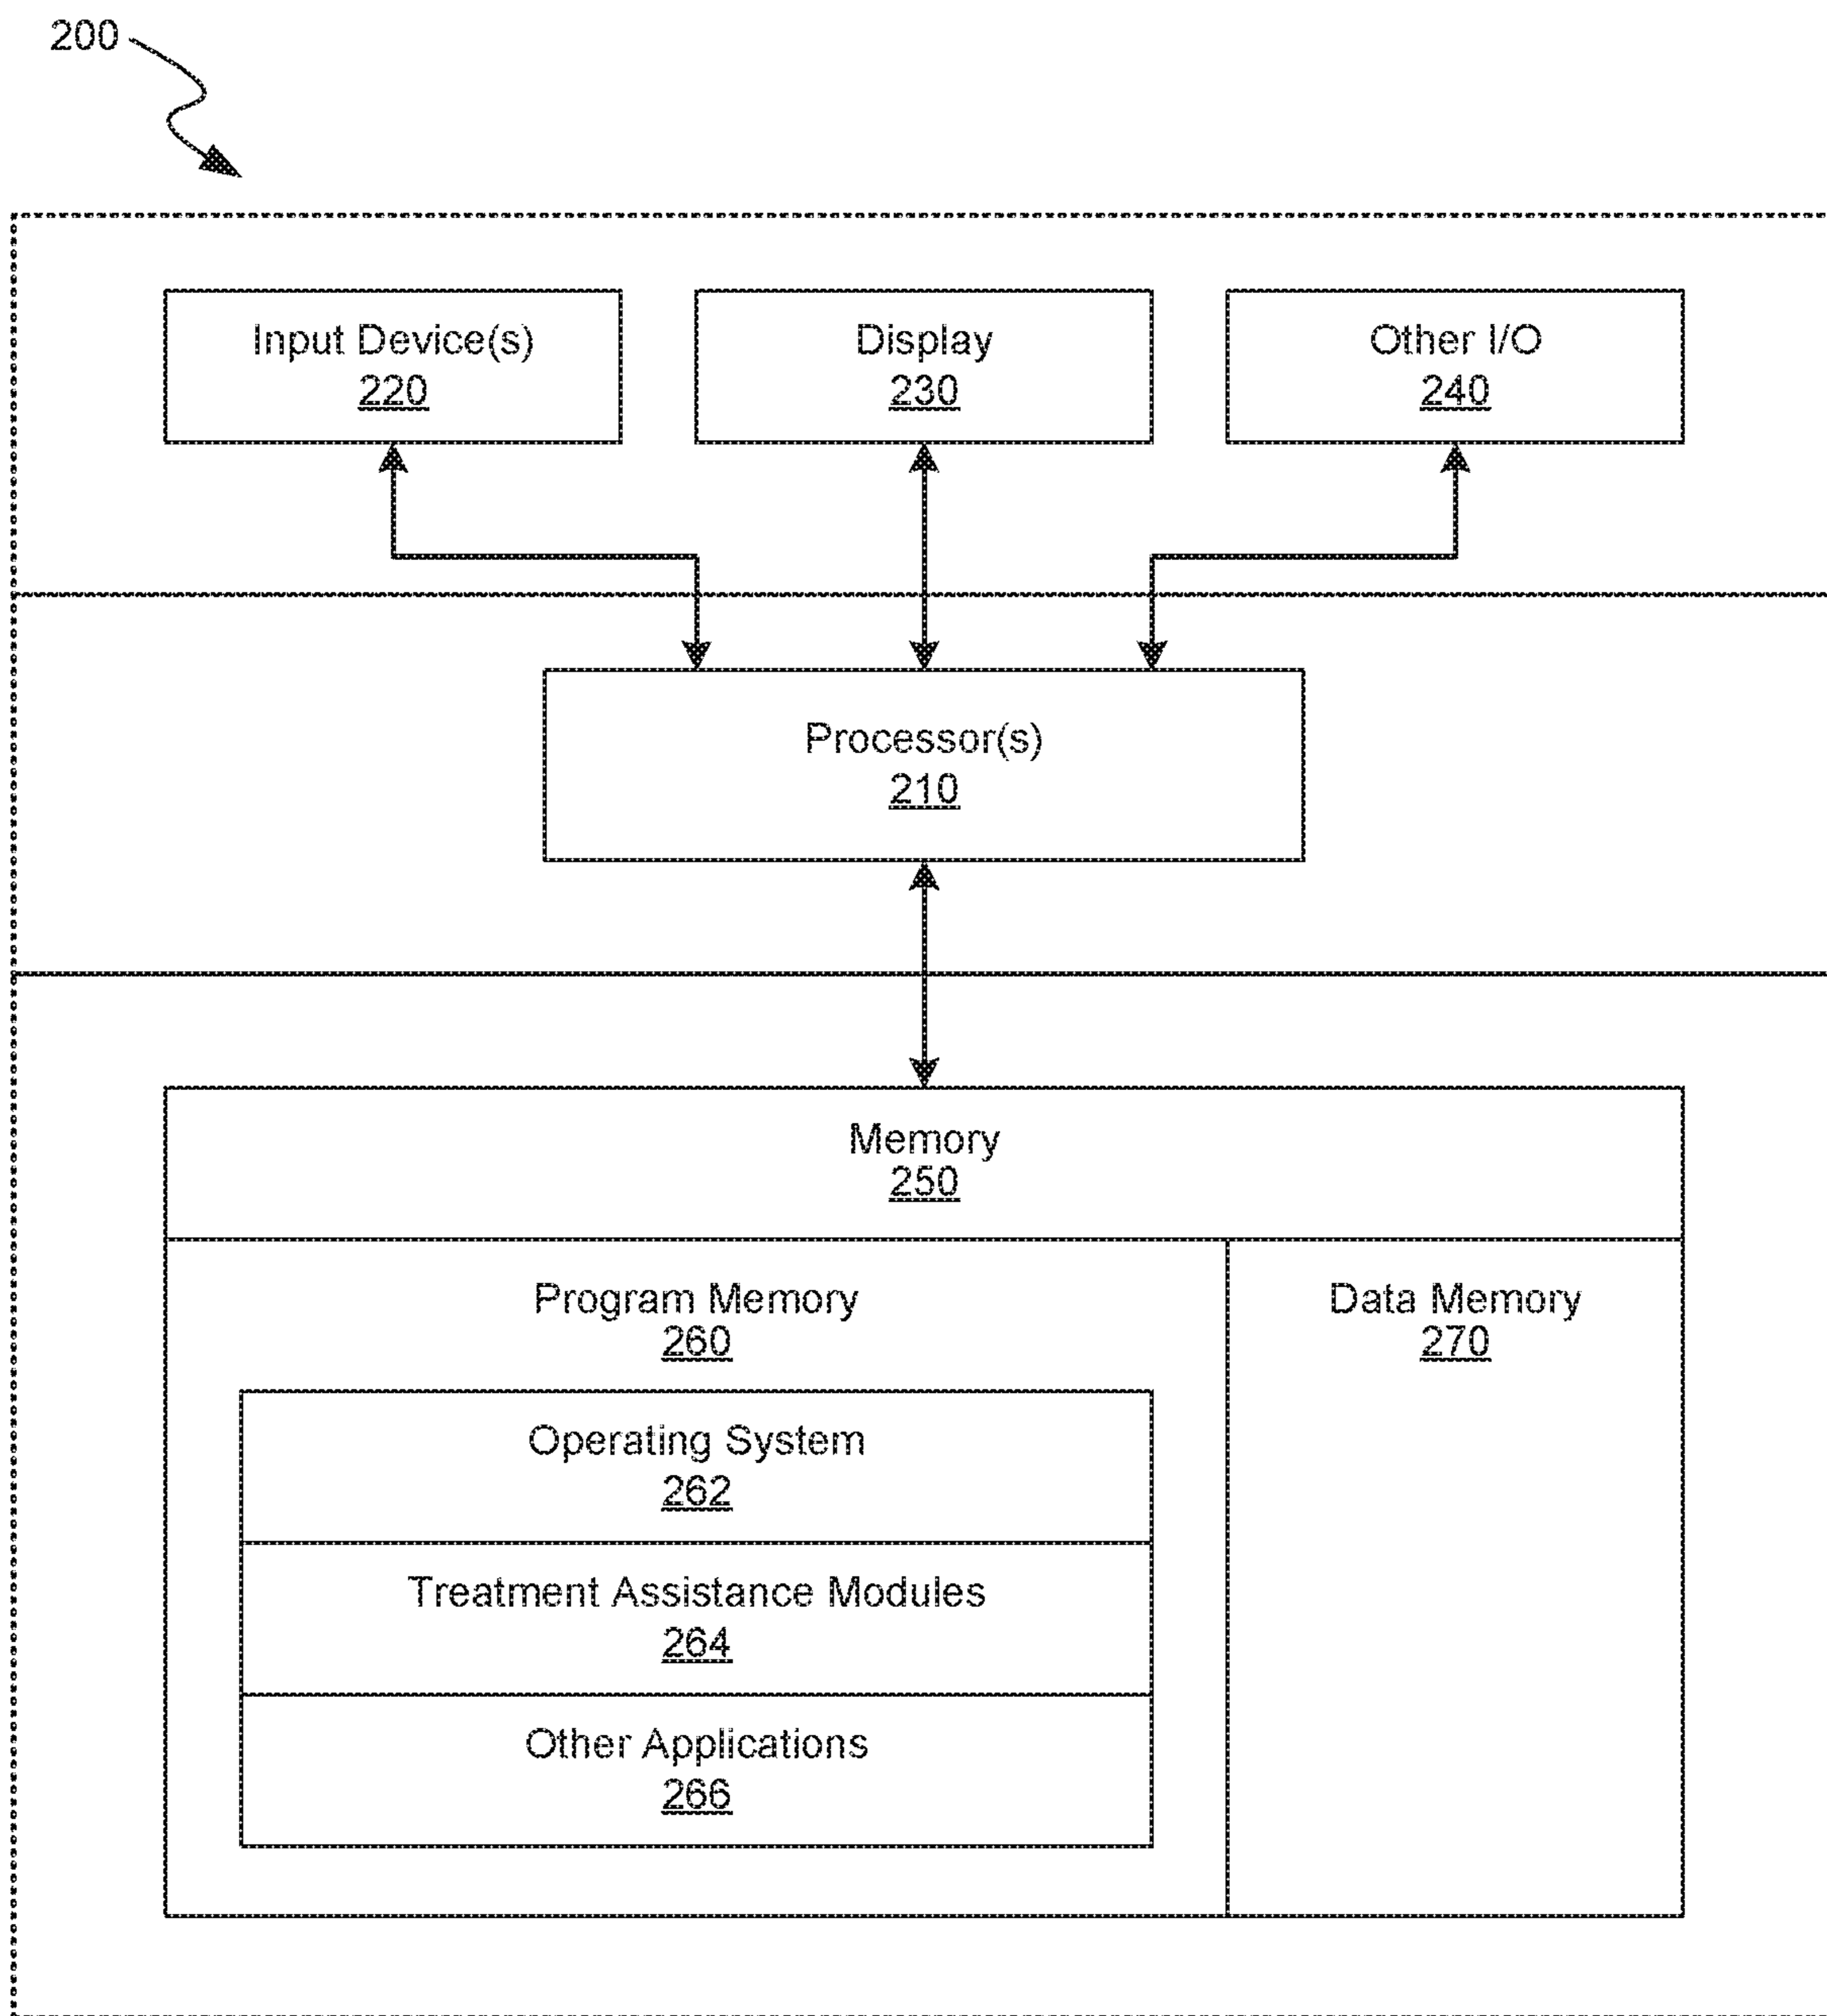 200
Input Device(s)
220
Display
230
Other I/O
240
Processor(s)
210
Memory
250
Program Memory
260
Data Memory
270
Operating System
262
Treatment Assistance Modules
264
Other Applications
266